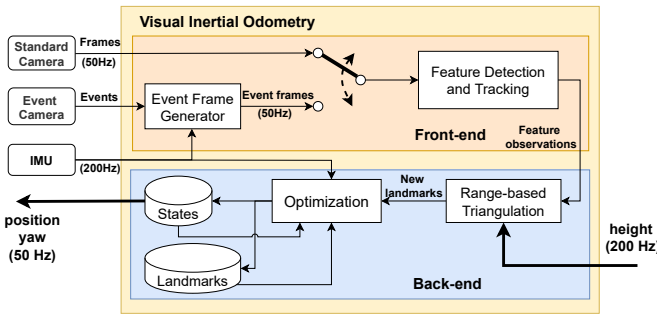 Visual Inertial Odometry
Standard
Camera
Frames
(50Hz)
Event
Camera
Events
Event Frame
Generator
Event frames
(50Hz)
Feature Detection
and Tracking
Front-end
Feature
observations
IMU
(200Hz)
New
landmarks
States
Optimization
Range-based
Triangulation
position
yaw
(50 Hz)
height
(200 Hz)
Landmarks
Back-end